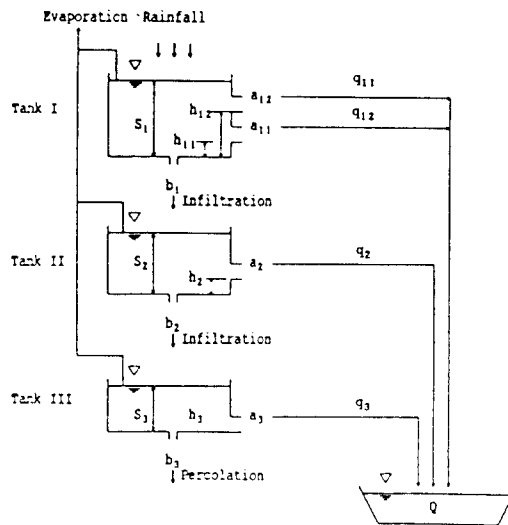 Evaporation Rainfall
Tank I
S1
h12
h11
a12
a11
q11
q12
b1
Infiltration
Tank II
S2
h2
a2
q2
b2
Infiltration
Tank III
S3
h3
a3
q3
b3
Percolation
Q